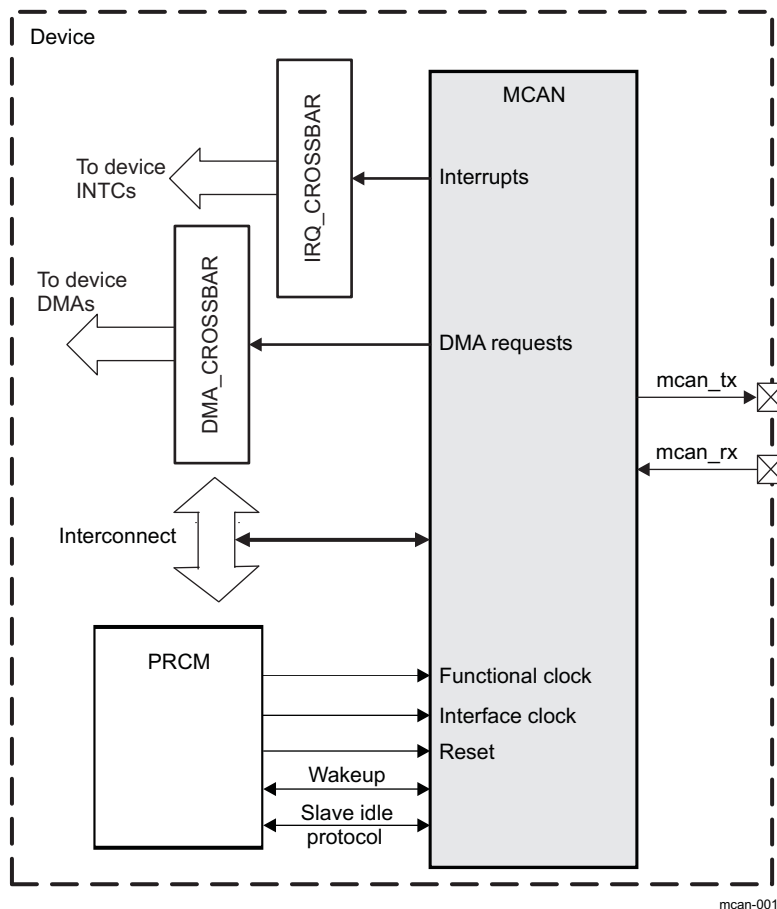 Device
MCAN
IRQ_CROSSBAR
To device
INTCs
Interrupts
DMA_CROSSBAR
To device
DMAs
DMA requests
mcan_tx
mcan_rx
Interconnect
PRCM
Functional clock
Interface clock
Reset
Wakeup
Slave idle
protocol
mcan-001